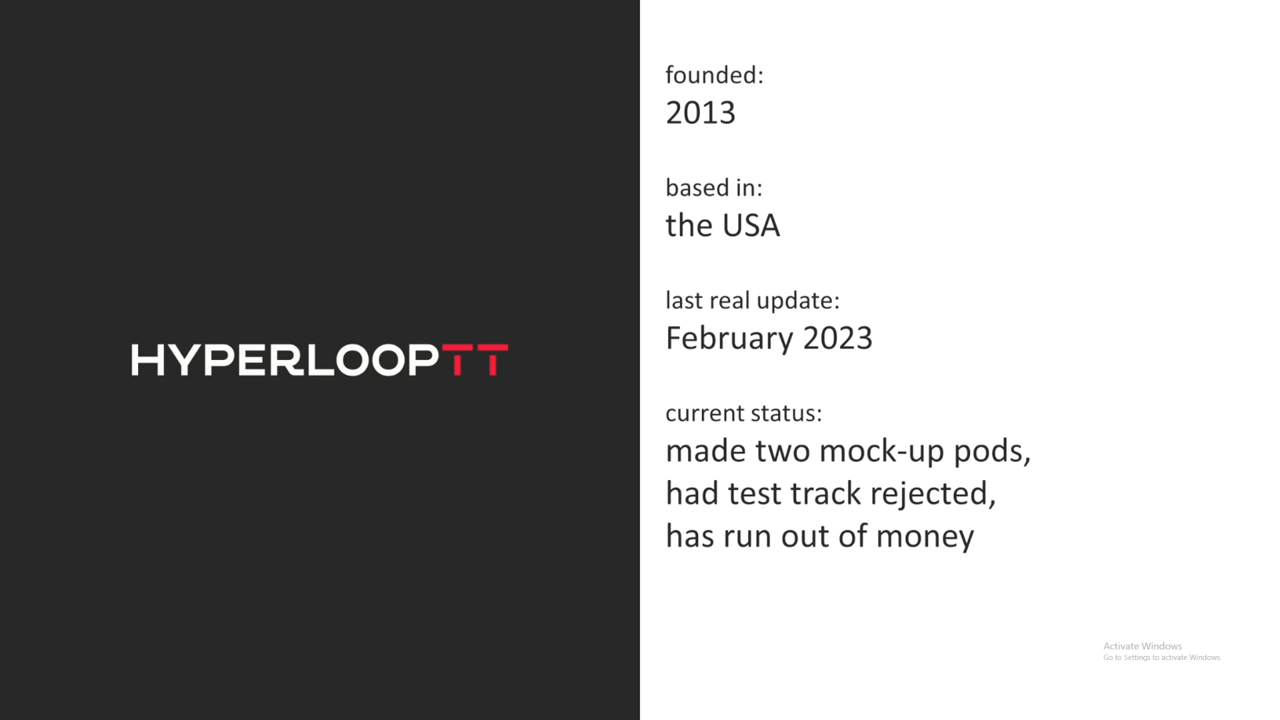 HYPERLOOPTT
founded:
2013
based in:
the USA
last real update:
February 2023
current status:
made two mock-up pods,
had test track rejected,
has run out of money
Activate Windows
Go to Settings to activate Windows.